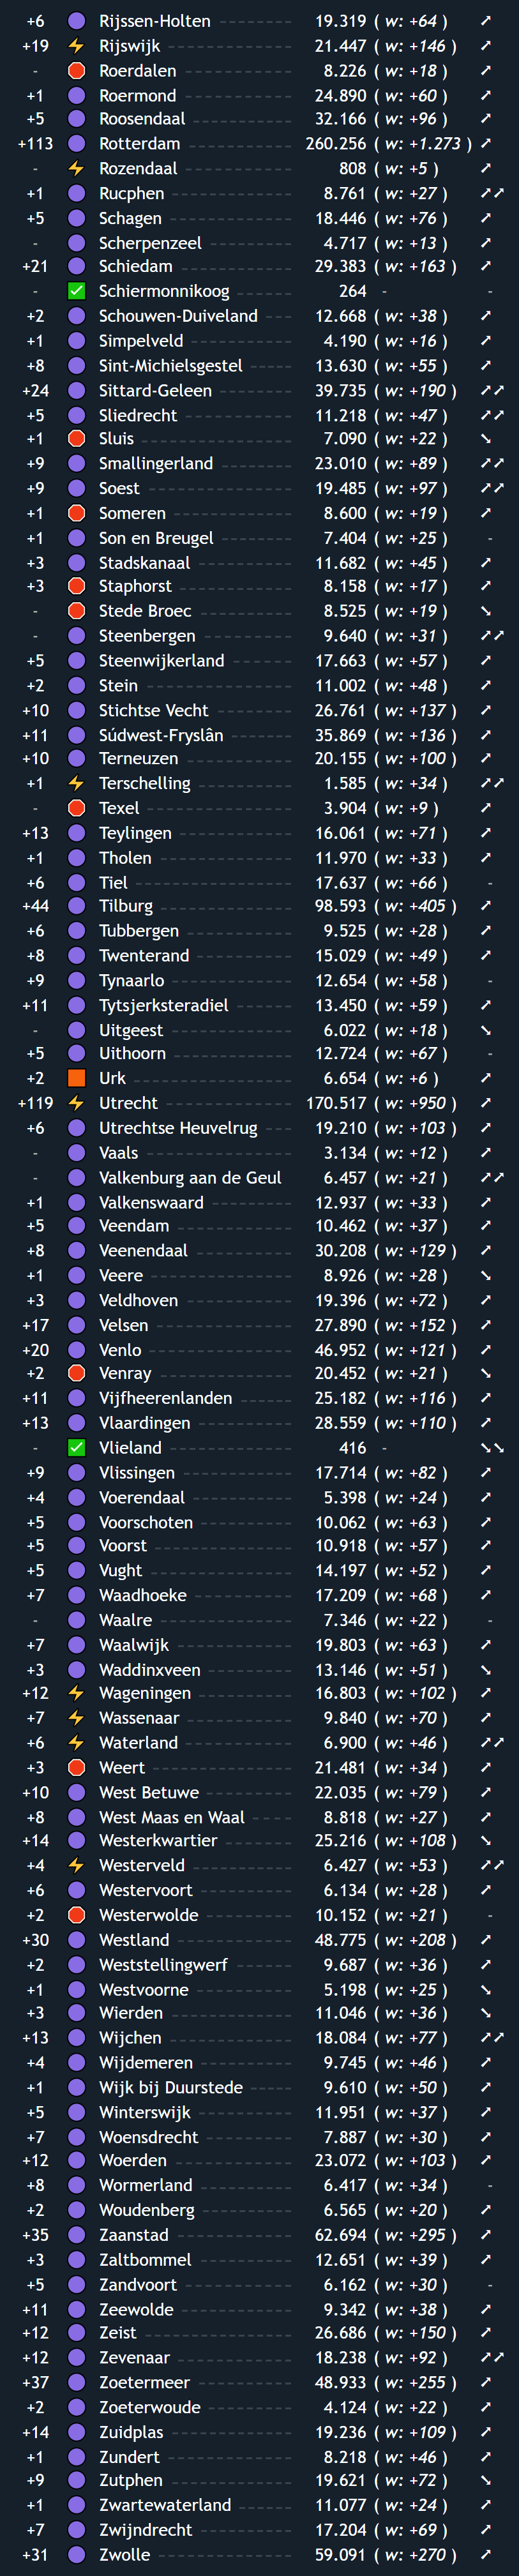 +6 Rijssen-Holten 19.319 ( w: +64 )
+19 Rijswijk 21.447 ( w: +146 )
- Roerdalen 8.226 ( w: +18 )
+1 Roermond 24.890 ( w: +60 )
+5 Roosendaal 32.166 ( w: +96 )
+113 Rotterdam 260.256 ( w: +1.273 )
- Rozendaal 808 ( w: +5 )
+1 Rucphen 8.761 ( w: +27 )
+5 Schagen 18.446 ( w: +76 )
- Scherpenzeel 4.717 ( w: +13 )
+21 Schiedam 29.383 ( w: +163 )
- Schiermonnikoog 264 - -
+2 Schouwen-Duiveland 12.668 ( w: +38 )
+1 Simpelveld 4.190 ( w: +16 )
+8 Sint-Michielsgestel 13.630 ( w: +55 )
+24 Sittard-Geleen 39.735 ( w: +190 )
+5 Sliedrecht 11.218 ( w: +47 )
+1 Sluis 7.090 ( w: +22 )
+9 Smallingerland 23.010 ( w: +89 )
+9 Soest 19.485 ( w: +97 )
+1 Someren 8.600 ( w: +19 )
+1 Son en Breugel 7.404 ( w: +25 ) -
+3 Stadskanaal 11.682 ( w: +45 )
+3 Staphorst 8.158 ( w: +17 )
- Stede Broec 8.525 ( w: +19 )
- Steenbergen 9.640 ( w: +31 )
+5 Steenwijkerland 17.663 ( w: +57 )
+2 Stein 11.002 ( w: +48 )
+10 Stichtse Vecht 26.761 ( w: +137 )
+11 Súdwest-Fryslân 35.869 ( w: +136 )
+10 Terneuzen 20.155 ( w: +100 )
+1 Terschelling 1.585 ( w: +34 )
- Texel 3.904 ( w: +9 )
+13 Teylingen 16.061 ( w: +71 )
+1 Tholen 11.970 ( w: +33 )
+6 Tiel 17.637 ( w: +66 ) -
+44 Tilburg 98.593 ( w: +405 )
+6 Tubbergen 9.525 ( w: +28 )
+8 Twenterand 15.029 ( w: +49 )
+9 Tynaarlo 12.654 ( w: +58 ) -
+11 Tytsjerksteradiel 13.450 ( w: +59 )
- Uitgeest 6.022 ( w: +18 )
+5 Uithoorn 12.724 ( w: +67 ) -
+2 Urk 6.654 ( w: +6 )
+119 Utrecht 170.517 ( w: +950 )
+6 Utrechtse Heuvelrug 19.210 ( w: +103 )
- Vaals 3.134 ( w: +12 )
- Valkenburg aan de Geul 6.457 ( w: +21 )
+1 Valkenswaard 12.937 ( w: +33 )
+5 Veendam 10.462 ( w: +37 )
+8 Veenendaal 30.208 ( w: +129 )
+1 Veere 8.926 ( w: +28 )
+3 Veldhoven 19.396 ( w: +72 )
+17 Velsen 27.890 ( w: +152 )
+20 Venlo 46.952 ( w: +121 )
+2 Venray 20.452 ( w: +21 )
+11 Vijfheerenlanden 25.182 ( w: +116 )
+13 Vlaardingen 28.559 ( w: +110 )
- Vlieland 416 -
+9 Vlissingen 17.714 ( w: +82 )
+4 Voerendaal 5.398 ( w: +24 )
+5 Voorschoten 10.062 ( w: +63 )
+5 Voorst 10.918 ( w: +57 )
+5 Vught 14.197 ( w: +52 )
+7 Waadhoeke 17.209 ( w: +68 )
- Waalre 7.346 ( w: +22 ) -
+7 Waalwijk 19.803 ( w: +63 )
+3 Waddinxveen 13.146 ( w: +51 )
+12 Wageningen 16.803 ( w: +102 )
+7 Wassenaar 9.840 ( w: +70 )
+6 Waterland 6.900 ( w: +46 )
+3 Weert 21.481 ( w: +34 )
+10 West Betuwe 22.035 ( w: +79 )
+8 West Maas en Waal 8.818 ( w: +27 )
+14 Westerkwartier 25.216 ( w: +108 )
+4 Westerveld 6.427 ( w: +53 )
+6 Westervoort 6.134 ( w: +28 )
+2 Westerwolde 10.152 ( w: +21 ) -
+30 Westland 48.775 ( w: +208 )
+2 Weststellingwerf 9.687 ( w: +36 )
+1 Westvoorne 5.198 ( w: +25 )
+3 Wierden 11.046 ( w: +36 )
+13 Wijchen 18.084 ( w: +77 )
+4 Wijdemeren 9.745 ( w: +46 )
+1 Wijk bij Duurstede 9.610 ( w: +50 )
+5 Winterswijk 11.951 ( w: +37 )
+7 Woensdrecht 7.887 ( w: +30 )
+12 Woerden 23.072 ( w: +103 )
+8 Wormerland 6.417 ( w: +34 ) -
+2 Woudenberg 6.565 ( w: +20 )
+35 Zaanstad 62.694 ( w: +295 )
+3 Zaltbommel 12.651 ( w: +39 )
+5 Zandvoort 6.162 ( w: +30 ) -
+11 Zeewolde 9.342 ( w: +38 )
+12 Zeist 26.686 ( w: +150 )
+12 Zevenaar 18.238 ( w: +92 )
+37 Zoetermeer 48.933 ( w: +255 )
+2 Zoeterwoude 4.124 ( w: +22 )
+14 Zuidplas 19.236 ( w: +109 )
+1 Zundert 8.218 ( w: +46 )
+9 Zutphen 19.621 ( w: +72 )
+1 Zwartewaterland 11.077 ( w: +24 )
+7 Zwijndrecht 17.204 ( w: +69 )
+31 Zwolle 59.091 ( w: +270 )